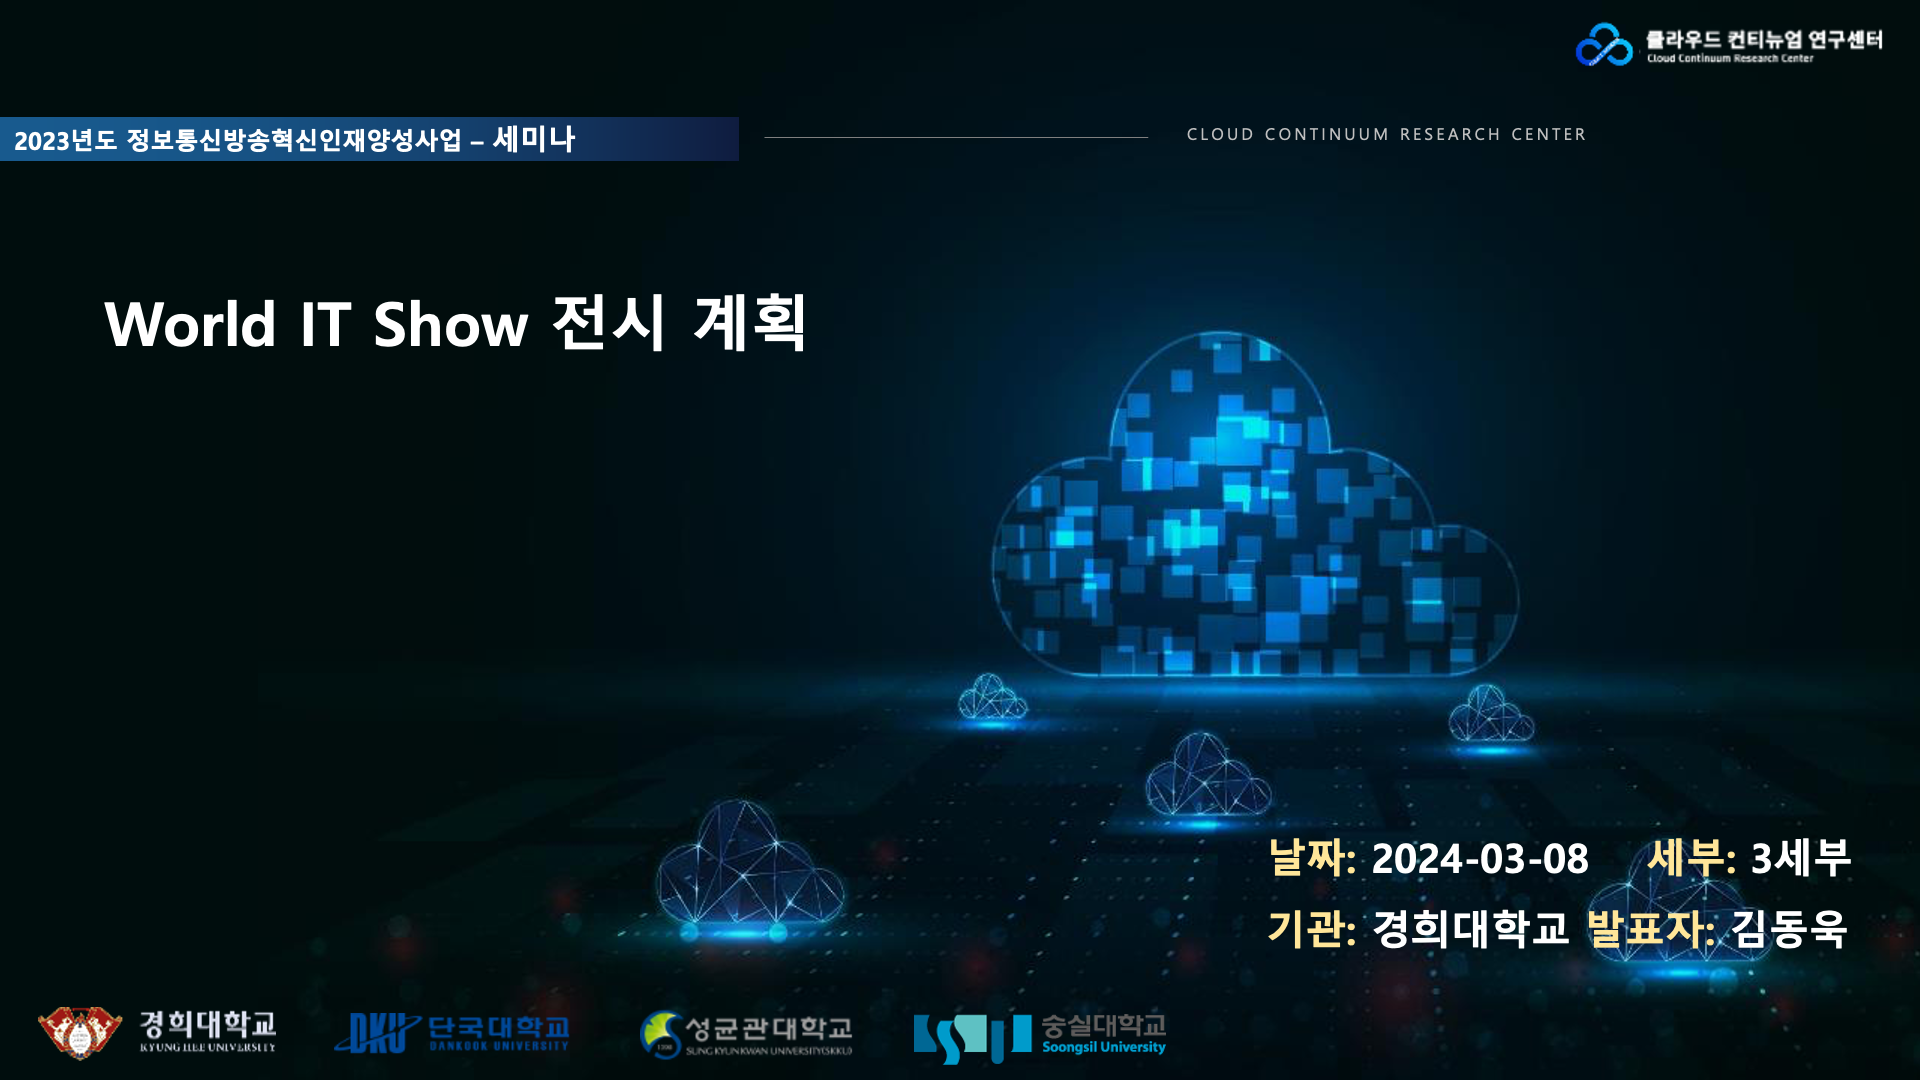 클라우드 컨티뉴엄 연구센터
Cloud Continuum Research Center
2023년도 정보통신방송혁신인재양성사업 – 세미나
CLOUD CONTINUUM RESEARCH CENTER
World IT Show 전시 계획
날짜: 2024-03-08 세부: 3세부
기관: 경희대학교 발표자: 김동욱
경희대학교
KYUNG HEE UNIVERSITY
DKU 단국대학교
DANKOOK UNIVERSITY
1398
성균관대학교
SUNG KYUN KWAN UNIVERSITY(SKKU)
숭실대학교
Soongsil University